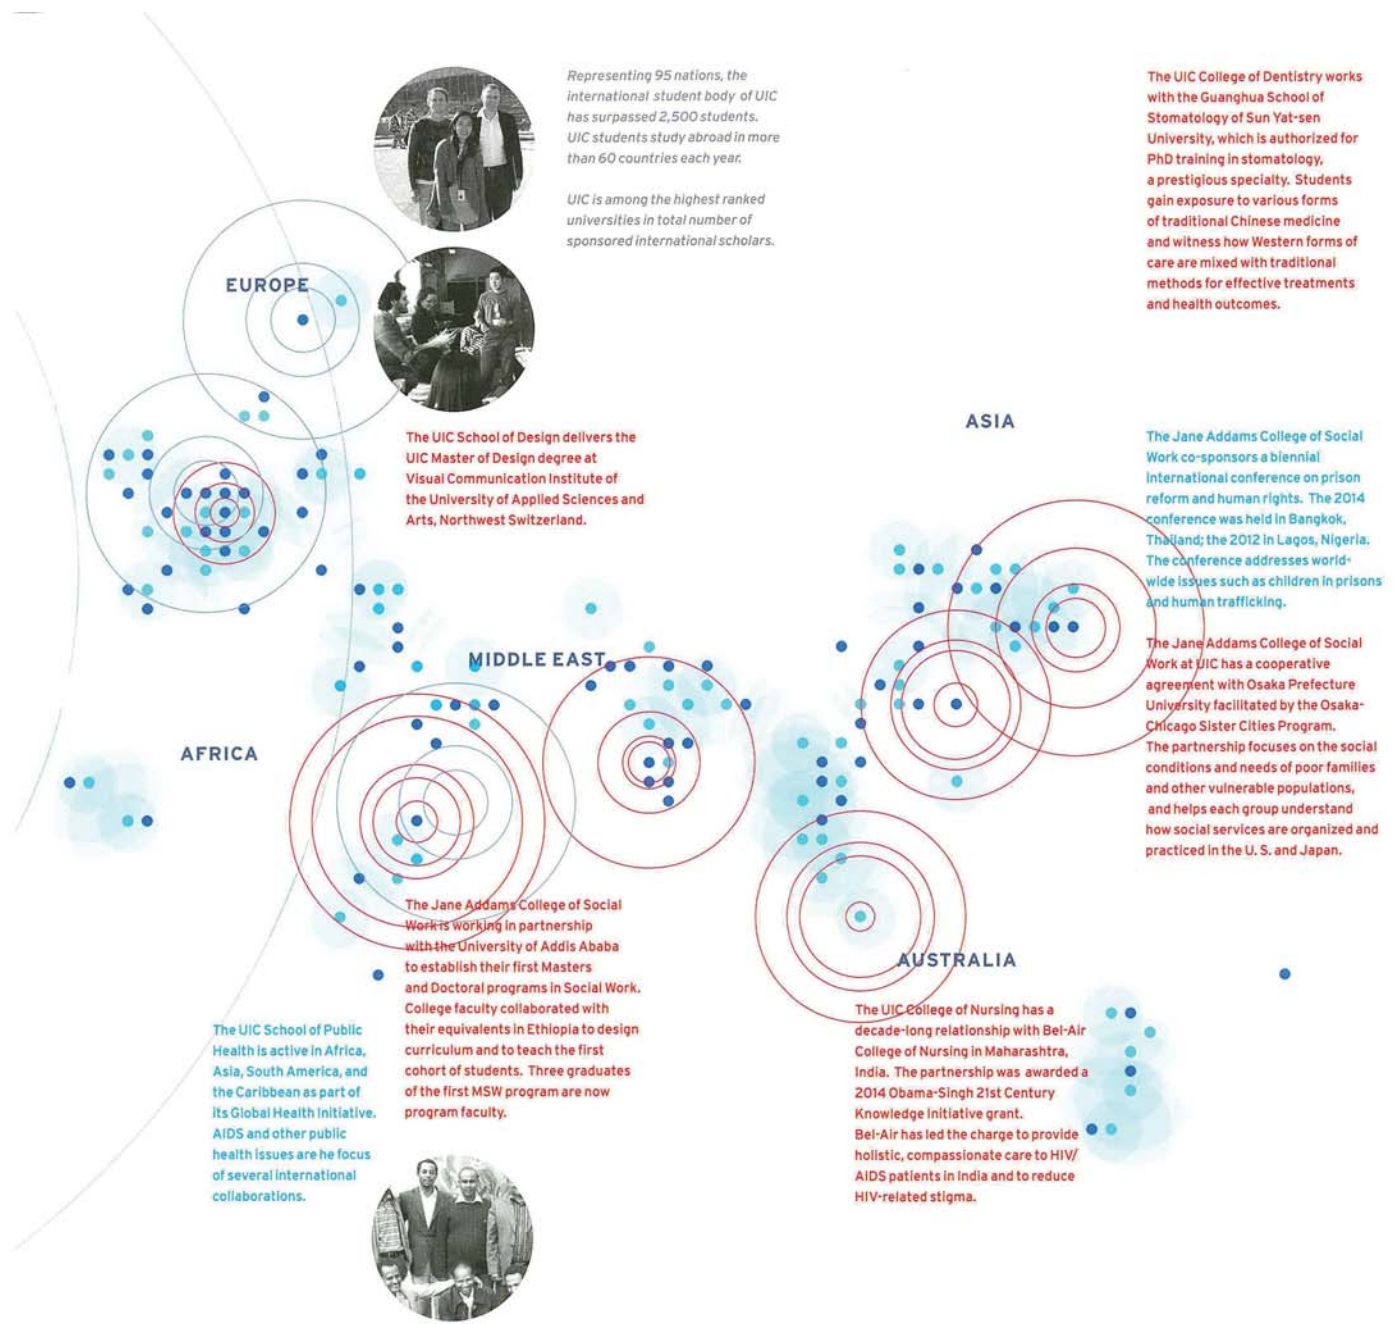 Representing 95 nations, the
international student body of UIC
has surpassed 2,500 students.
UIC students study abroad in more
than 60 countries each year.
UIC is among the highest ranked
universities in total number of
sponsored international scholars.
The UIC College of Dentistry works
with the Guanghua School of
Stomatology of Sun Yat-sen
University, which is authorized for
PhD training in stomatology,
a prestigious specialty. Students
gain exposure to various forms
of traditional Chinese medicine
and witness how Western forms of
care are mixed with traditional
methods for effective treatments
and health outcomes.
EUROPE
The UIC School of Design delivers the
UIC Master of Design degree at
Visual Communication Institute of
the University of Applied Sciences and
Arts, Northwest Switzerland.
ASIA
The Jane Addams College of Social
Work co-sponsors a biennial
international conference on prison
reform and human rights. The 2014
conference was held in Bangkok,
Thailand; the 2012 in Lagos, Nigeria.
The conference addresses world-
wide issues such as children in prisons
and human trafficking.
The Jane Addams College of Social
Work at UIC has a cooperative
agreement with Osaka Prefecture
University facilitated by the Osaka-
Chicago Sister Cities Program.
The partnership focuses on the social
conditions and needs of poor families
and other vulnerable populations,
and helps each group understand
how social services are organized and
practiced in the U. S. and Japan.
MIDDLE EAST
AFRICA
The Jane Addams College of Social
Work is working in partnership
with the University of Addis Ababa
to establish their first Masters
and Doctoral programs in Social Work.
College faculty collaborated with
their equivalents in Ethiopia to design
curriculum and to teach the first
cohort of students. Three graduates
of the first MSW program are now
program faculty.
AUSTRALIA
The UIC College of Nursing has a
decade-long relationship with Bel-Air
College of Nursing in Maharashtra,
India. The partnership was awarded a
2014 Obama-Singh 21st Century
Knowledge Initiative grant.
Bel-Air has led the charge to provide
holistic, compassionate care to HIV/
AIDS patients in India and to reduce
HIV-related stigma.
The UIC School of Public
Health is active in Africa,
Asia, South America, and
the Caribbean as part of
its Global Health Initiative.
AIDS and other public
health issues are he focus
of several international
collaborations.